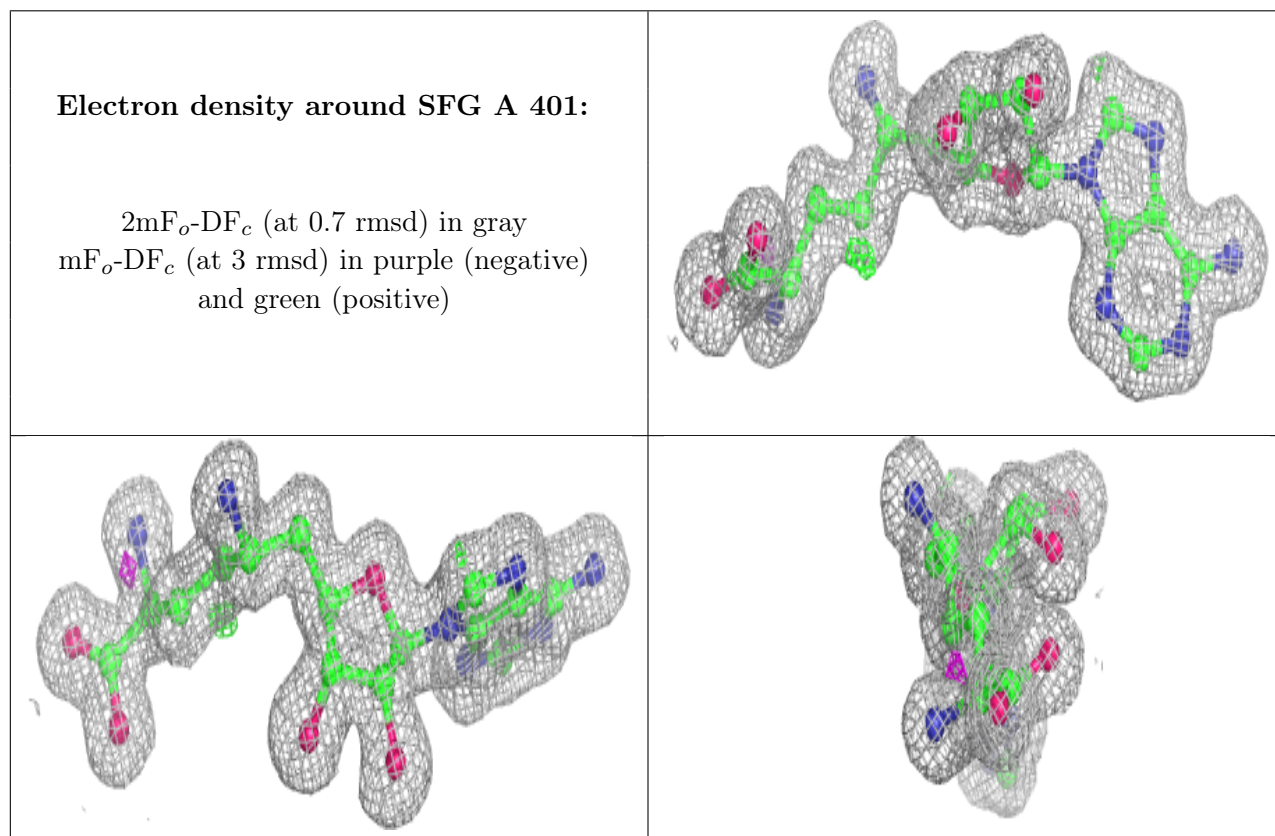 Electron density around SFG A 401:
2mFₒ-DF𝒸 (at 0.7 rmsd) in gray
mFₒ-DF𝒸 (at 3 rmsd) in purple (negative)
and green (positive)